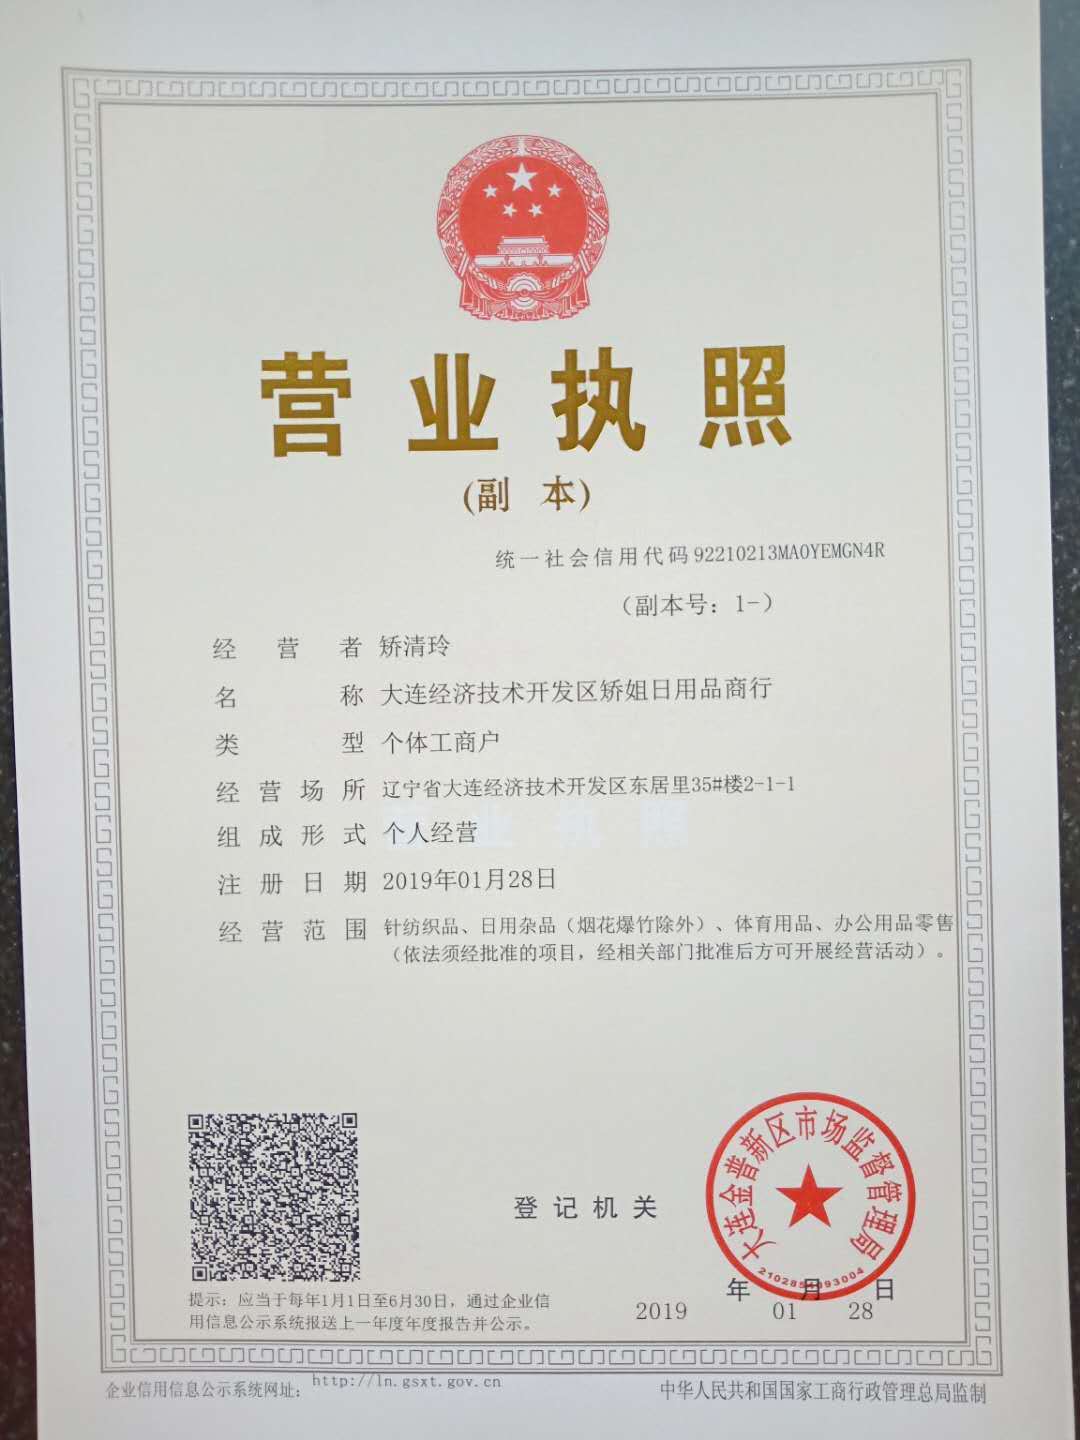 营业执照
(副 本)
统一社会信用代码 92210213MA0YEMGN4R
（副本号：1-）
经营者 矫清玲
名称 大连经济技术开发区矫姐日用品商行
类型 个体工商户
经营场所 辽宁省大连经济技术开发区东居里35#楼2-1-1
组成形式 个人经营
注册日期 2019年01月28日
经营范围 针纺织品、日用杂品（烟花爆竹除外）、体育用品、办公用品零售
（依法须经批准的项目，经相关部门批准后方可开展经营活动）。
登记机关
大连金普新区市场监督管理局
年 月 日
2019 01 28
提示：应当于每年1月1日至6月30日，通过企业信
用信息公示系统报送上一年度年度报告并公示。
企业信用信息公示系统网址： http://ln.gsxt.gov.cn
中华人民共和国国家工商行政管理总局监制